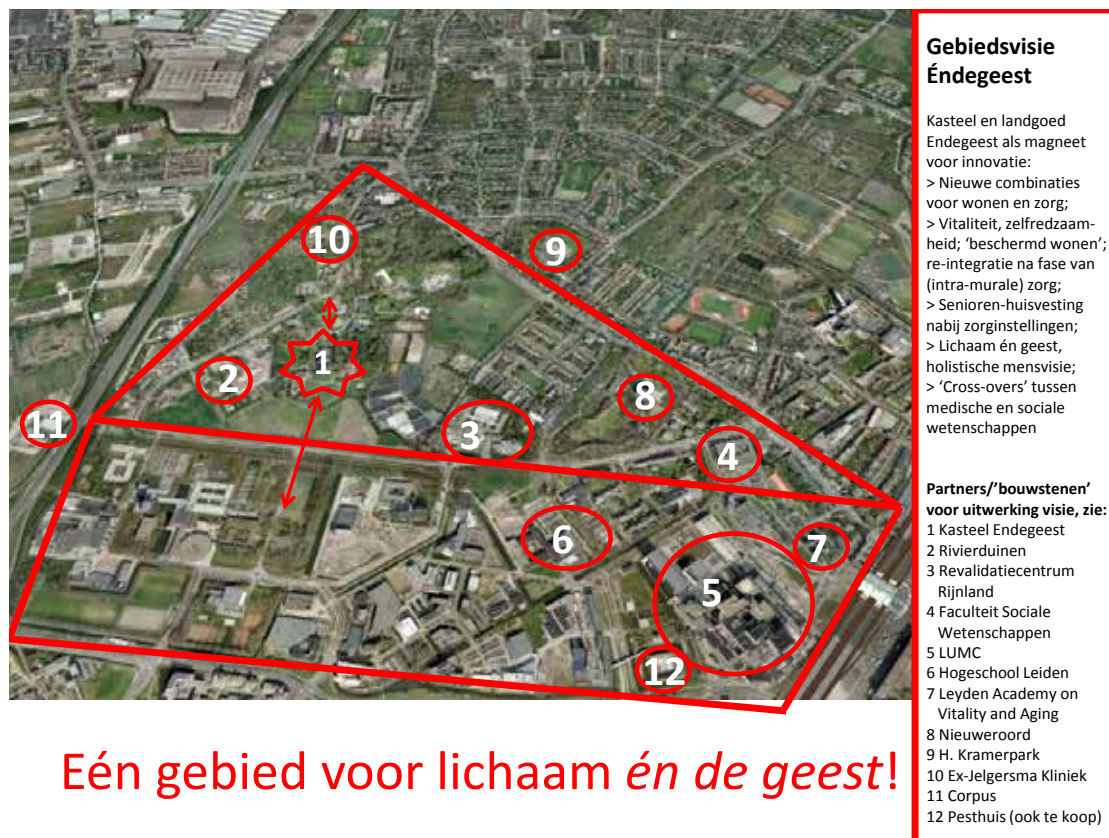 10
9
1
2
11
8
3
4
6
7
5
12
Eén gebied voor lichaam én de geest!
Gebiedsvisie
Éndegeest
Kasteel en landgoed
Endegeest als magneet
voor innovatie:
> Nieuwe combinaties
voor wonen en zorg;
> Vitaliteit, zelfredzaam-
heid; ‘beschermd wonen’;
re-integratie na fase van
(intra-murale) zorg;
> Senioren-huisvesting
nabij zorginstellingen;
> Lichaam én geest,
holistische mensvisie;
> ‘Cross-overs’ tussen
medische en sociale
wetenschappen
Partners/’bouwstenen’
voor uitwerking visie, zie:
1 Kasteel Endegeest
2 Rivierduinen
3 Revalidatiecentrum
Rijnland
4 Faculteit Sociale
Wetenschappen
5 LUMC
6 Hogeschool Leiden
7 Leyden Academy on
Vitality and Aging
8 Nieuweroord
9 H. Kramerpark
10 Ex-Jelgersma Kliniek
11 Corpus
12 Pesthuis (ook te koop)